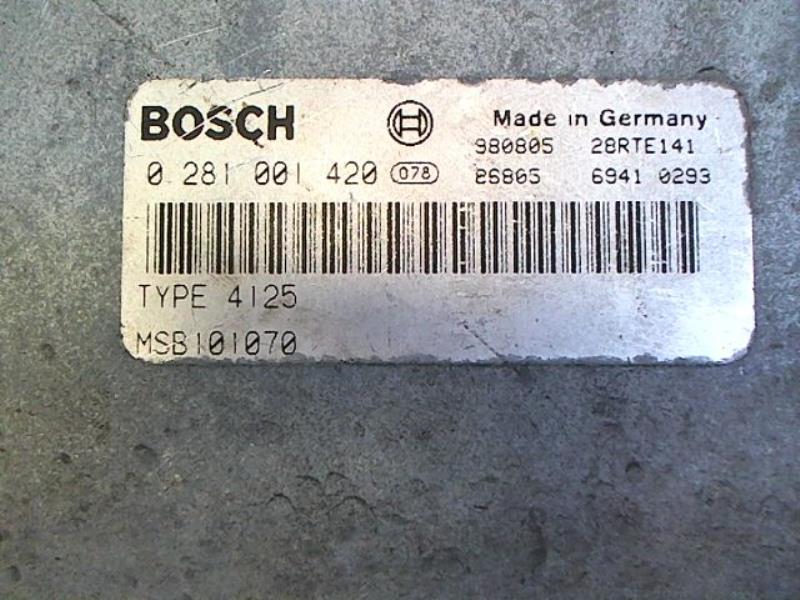 BOSCH
Made in Germany
980805 28RTE141
0 281 001 420 078
26805 6941 0293
TYPE 4125
MSB101070